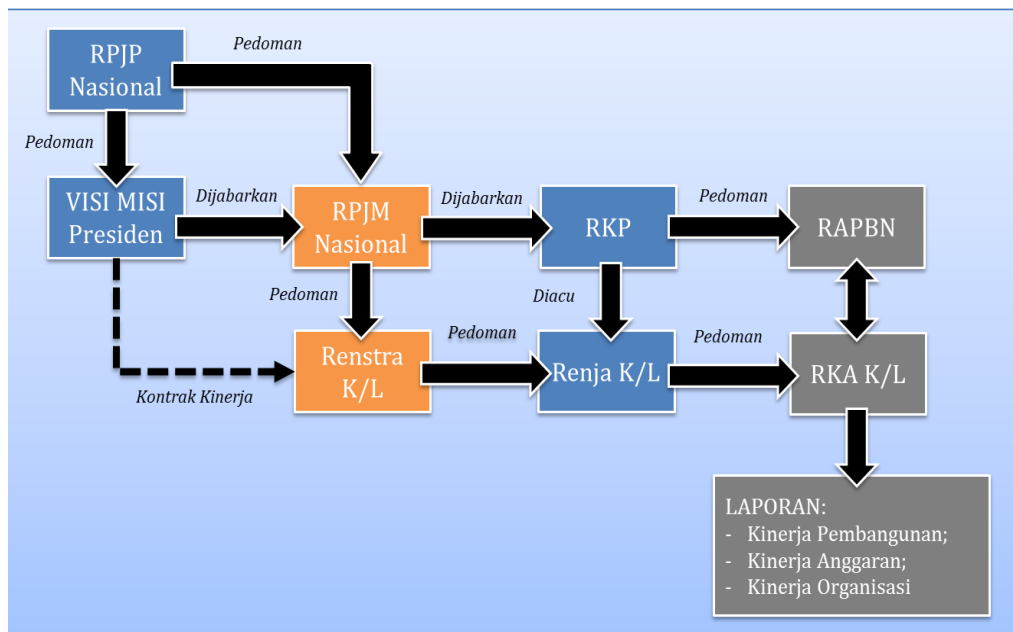 RPJP
Nasional
Pedoman
Pedoman
VISI MISI
Presiden
Dijabarkan
RPJM
Nasional
Dijabarkan
RKP
Pedoman
RAPBN
Pedoman
Diacu
Renstra
K/L
Pedoman
Renja K/L
Pedoman
RKA K/L
Kontrak Kinerja
LAPORAN:
- Kinerja Pembangunan;
- Kinerja Anggaran;
- Kinerja Organisasi